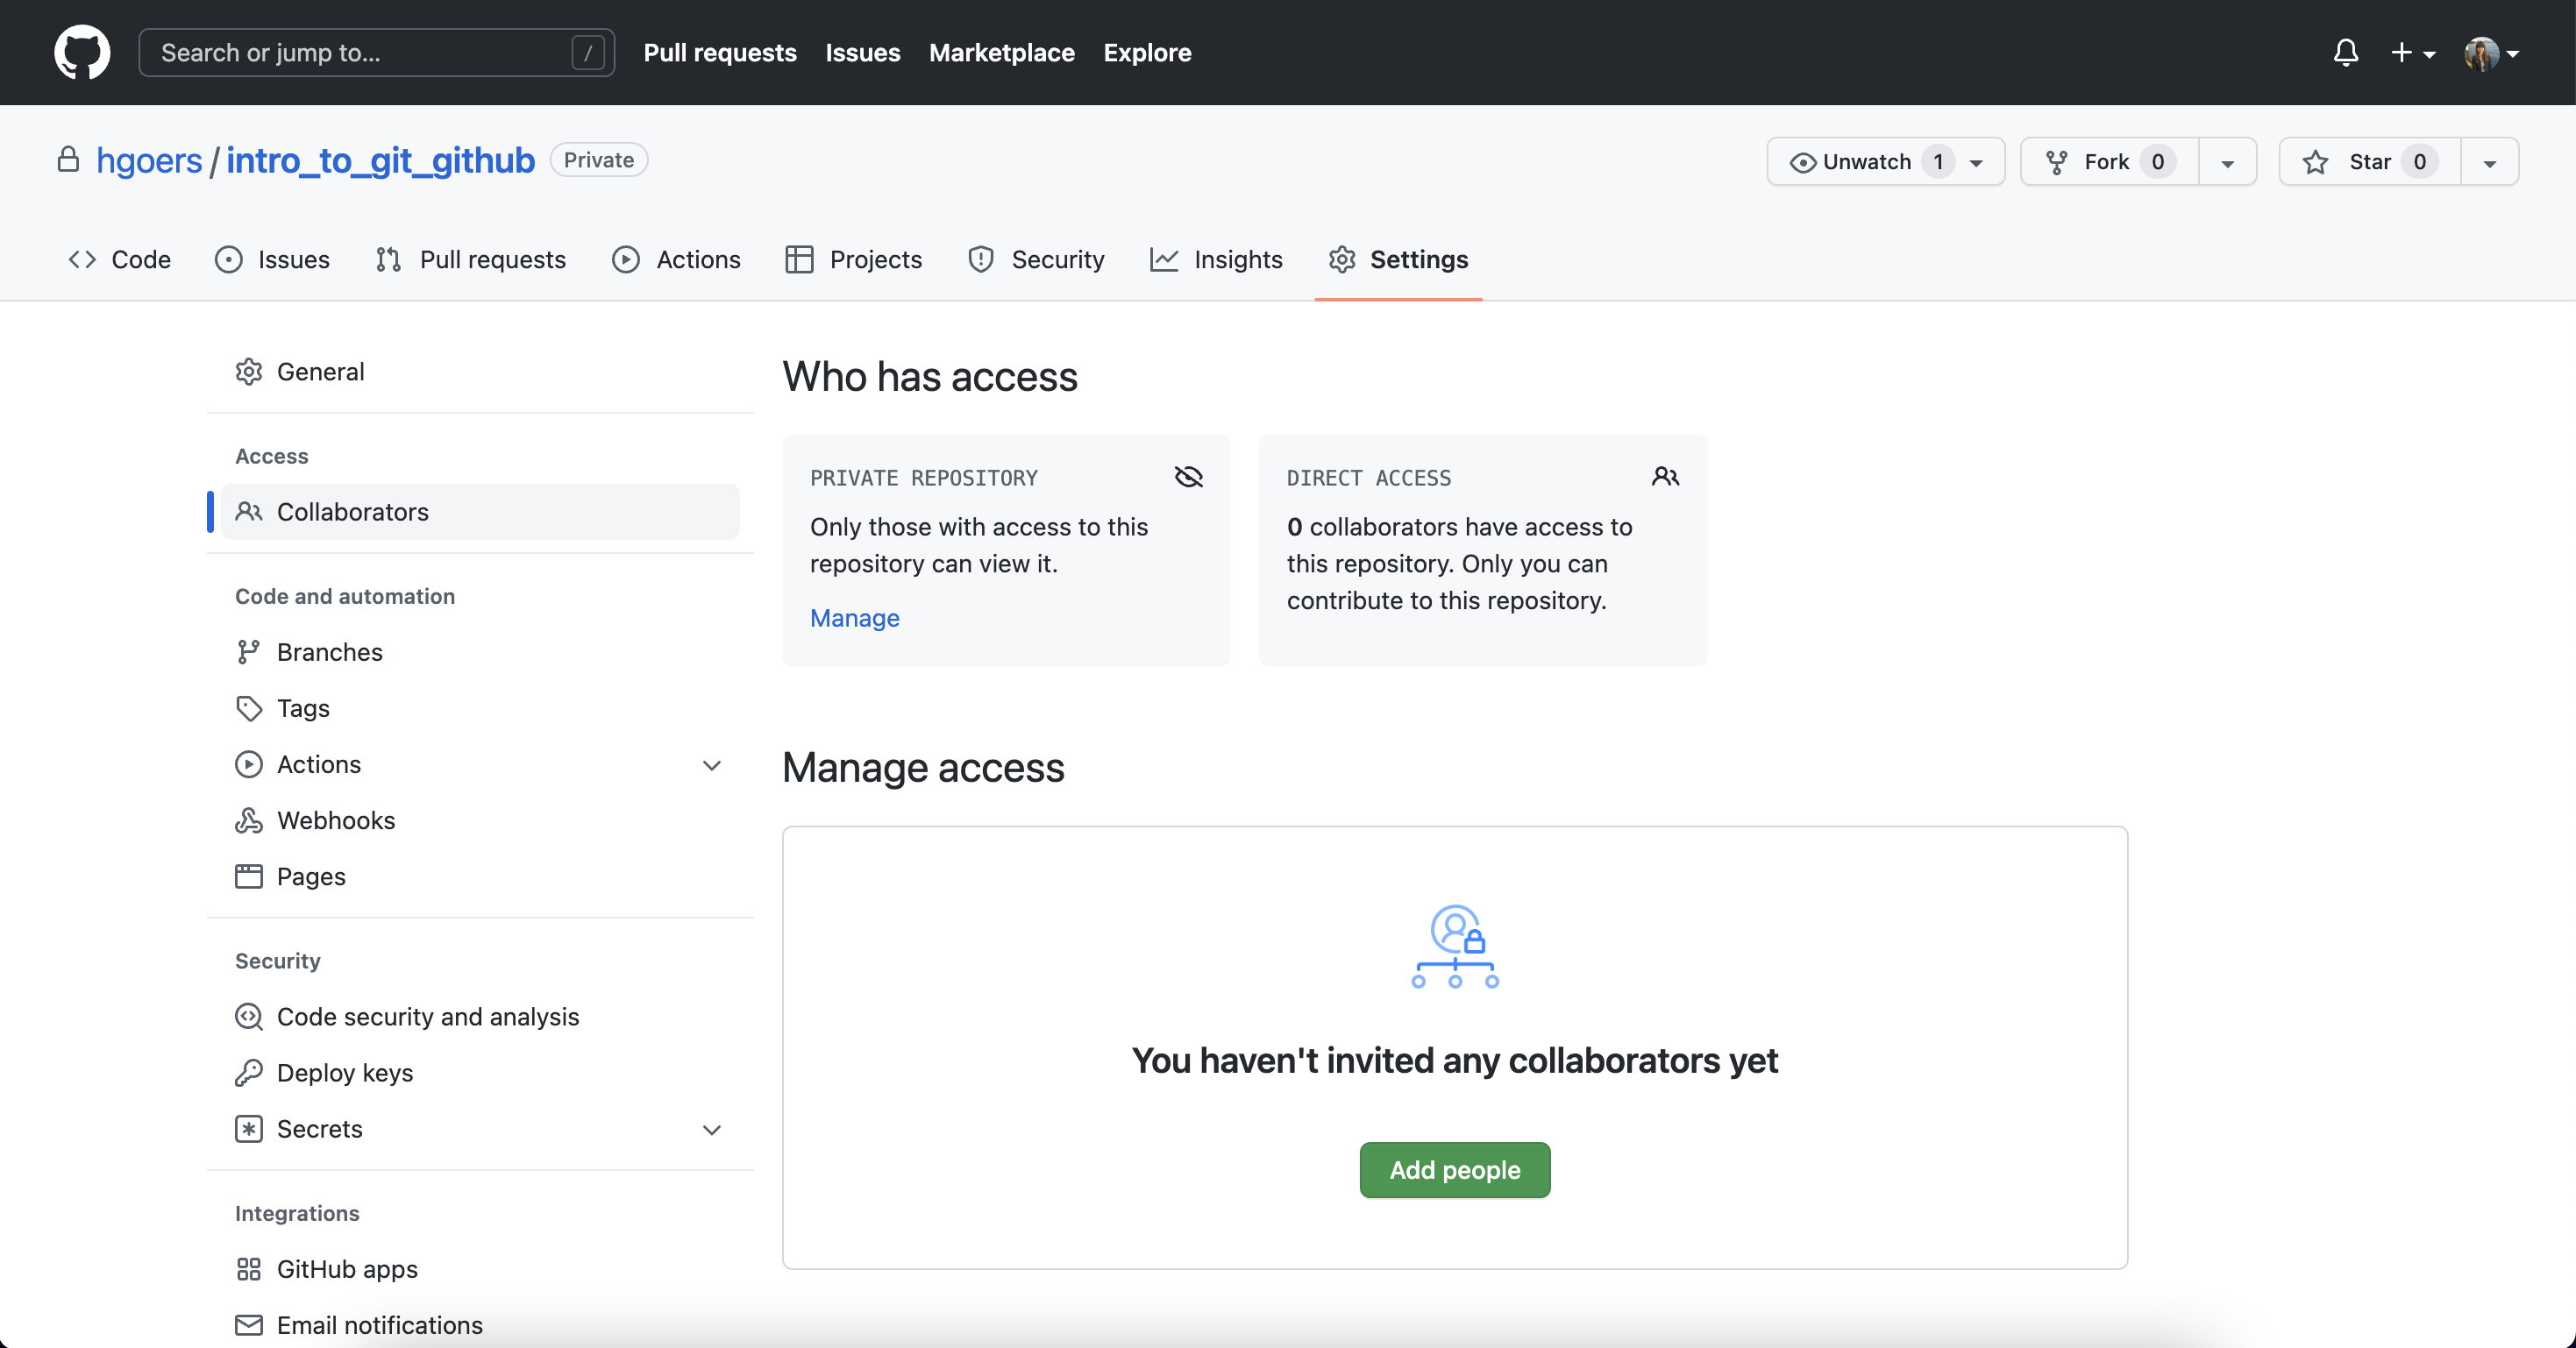 Search or jump to... /
Pull requests Issues Marketplace Explore
hgoers / intro_to_git_github Private
Unwatch 1
Fork 0
Star 0
Code Issues Pull requests Actions Projects Security Insights Settings
General
Access
Collaborators
Code and automation
Branches
Tags
Actions
Webhooks
Pages
Security
Code security and analysis
Deploy keys
Secrets
Integrations
GitHub apps
Email notifications
Who has access
PRIVATE REPOSITORY
Only those with access to this
repository can view it.
Manage
DIRECT ACCESS
0 collaborators have access to
this repository. Only you can
contribute to this repository.
Manage access
You haven't invited any collaborators yet
Add people